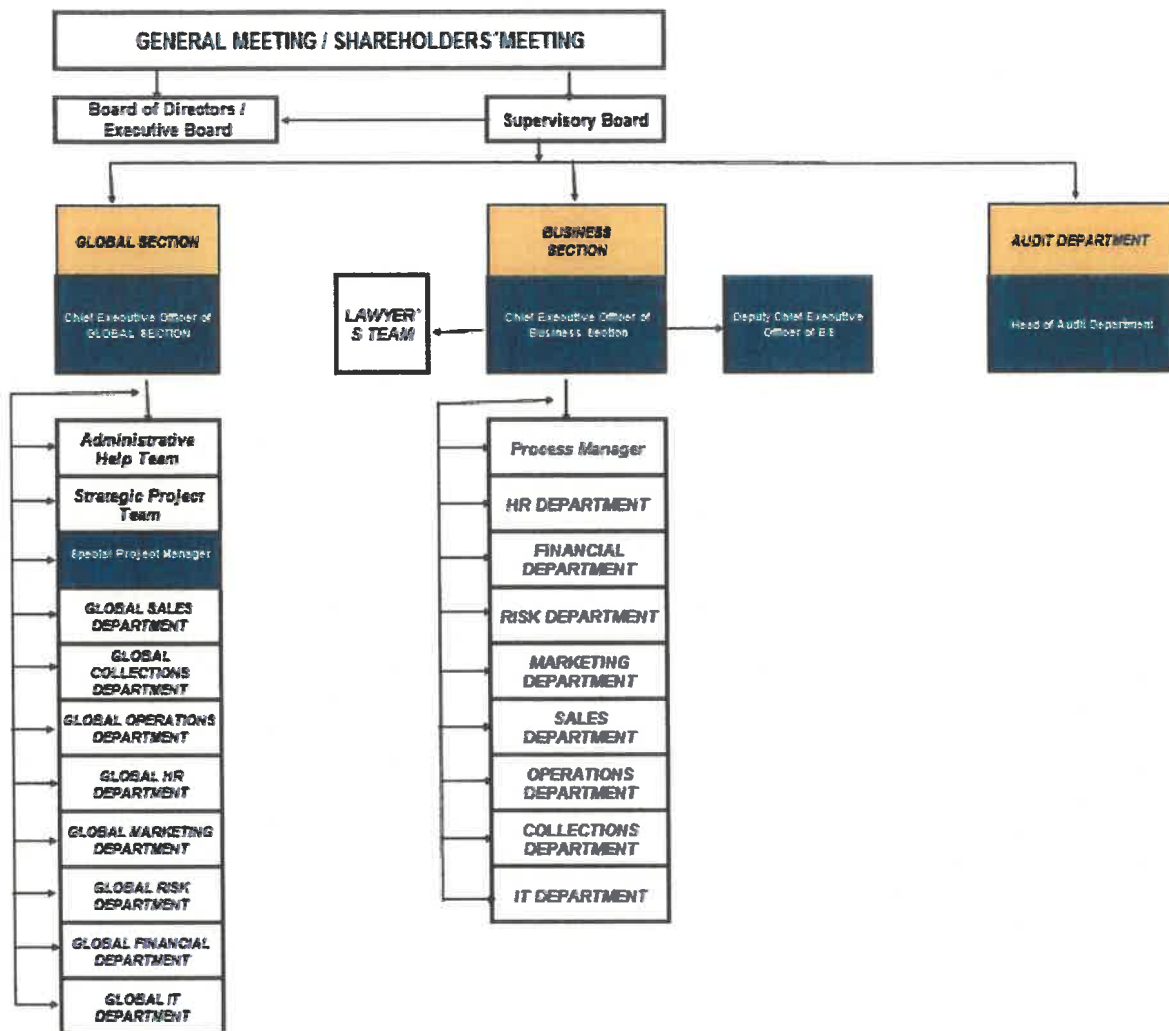 GENERAL MEETING / SHAREHOLDERS´MEETING
Board of Directors /
Executive Board
Supervisory Board
GLOBAL SECTION
BUSINESS
SECTION
AUDIT DEPARTMENT
Chief Executive Officer of
GLOBAL SECTION
LAWYER'
S TEAM
Chief Executive Officer of
Business Section
Deputy Chief Executive
Officer of B.S
Head of Audit Department
Administrative
Help Team
Strategic Project
Team
Special Project Manager
GLOBAL SALES
DEPARTMENT
GLOBAL
COLLECTIONS
DEPARTMENT
GLOBAL OPERATIONS
DEPARTMENT
GLOBAL HR
DEPARTMENT
GLOBAL MARKETING
DEPARTMENT
GLOBAL RISK
DEPARTMENT
GLOBAL FINANCIAL
DEPARTMENT
GLOBAL IT
DEPARTMENT
Process Manager
HR DEPARTMENT
FINANCIAL
DEPARTMENT
RISK DEPARTMENT
MARKETING
DEPARTMENT
SALES
DEPARTMENT
OPERATIONS
DEPARTMENT
COLLECTIONS
DEPARTMENT
IT DEPARTMENT